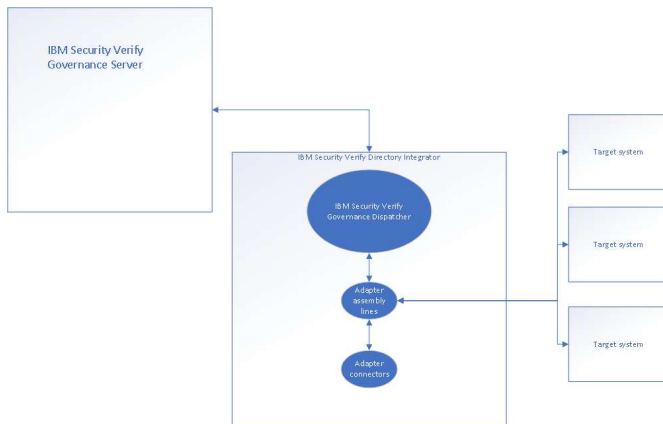 IBM Security Verify
Governance Server
IBM Security Verify Directory Integrator
IBM Security Verify
Governance Dispatcher
Adapter
assembly
lines
Adapter
connectors
Target system
Target system
Target system